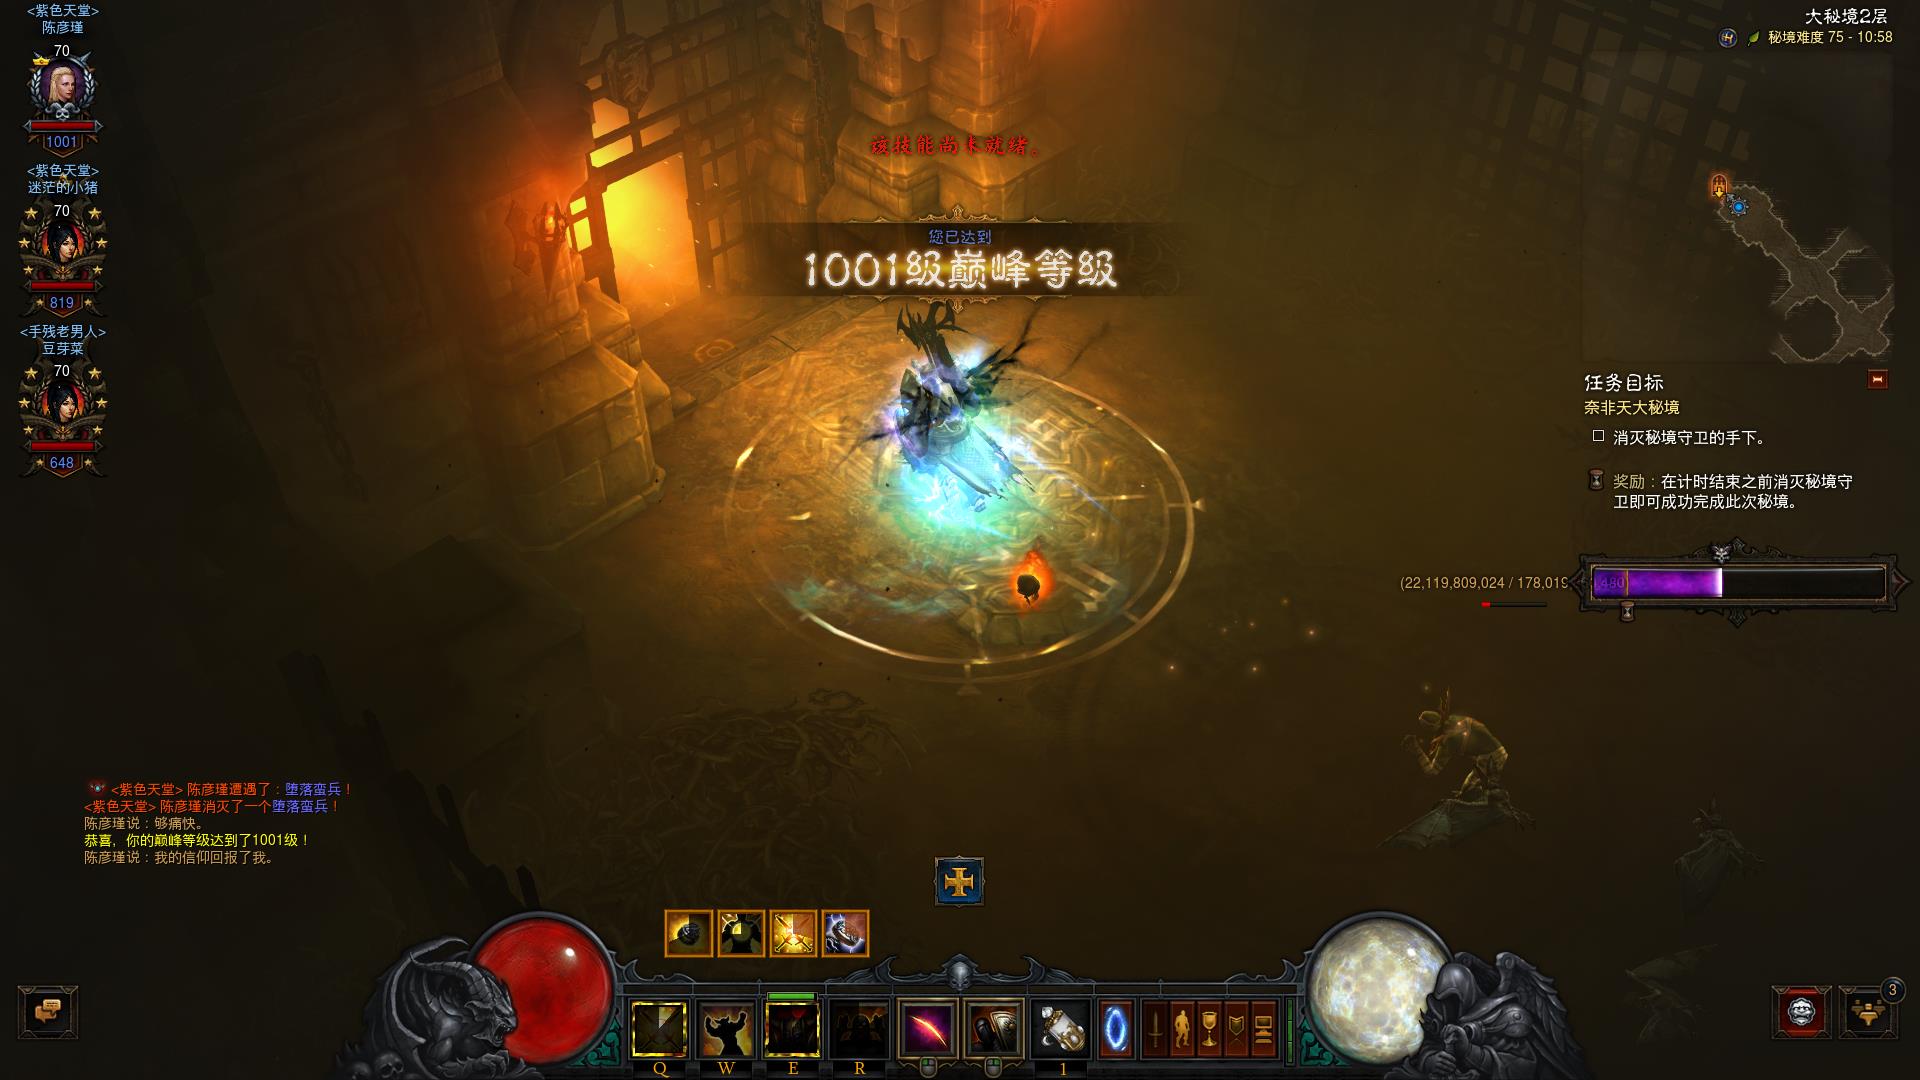 <紫色天堂>
陈彦瑾
70
1001
<紫色天堂>
迷茫的小猪
70
819
<手残老男人>
豆芽菜
70
648
大秘境2层
秘境难度 75 - 10:58
该技能尚未就绪。
您已达到
1001级巅峰等级
任务目标
奈非天大秘境
消灭秘境守卫的手下。
奖励：在计时结束之前消灭秘境守
卫即可成功完成此次秘境。
(22,119,809,024 / 178,019
<紫色天堂> 陈彦瑾遭遇了：堕落蛮兵！
<紫色天堂> 陈彦瑾消灭了一个堕落蛮兵！
陈彦瑾说：够痛快。
恭喜，你的巅峰等级达到了1001级！
陈彦瑾说：我的信仰回报了我。
3
Q W E R 1